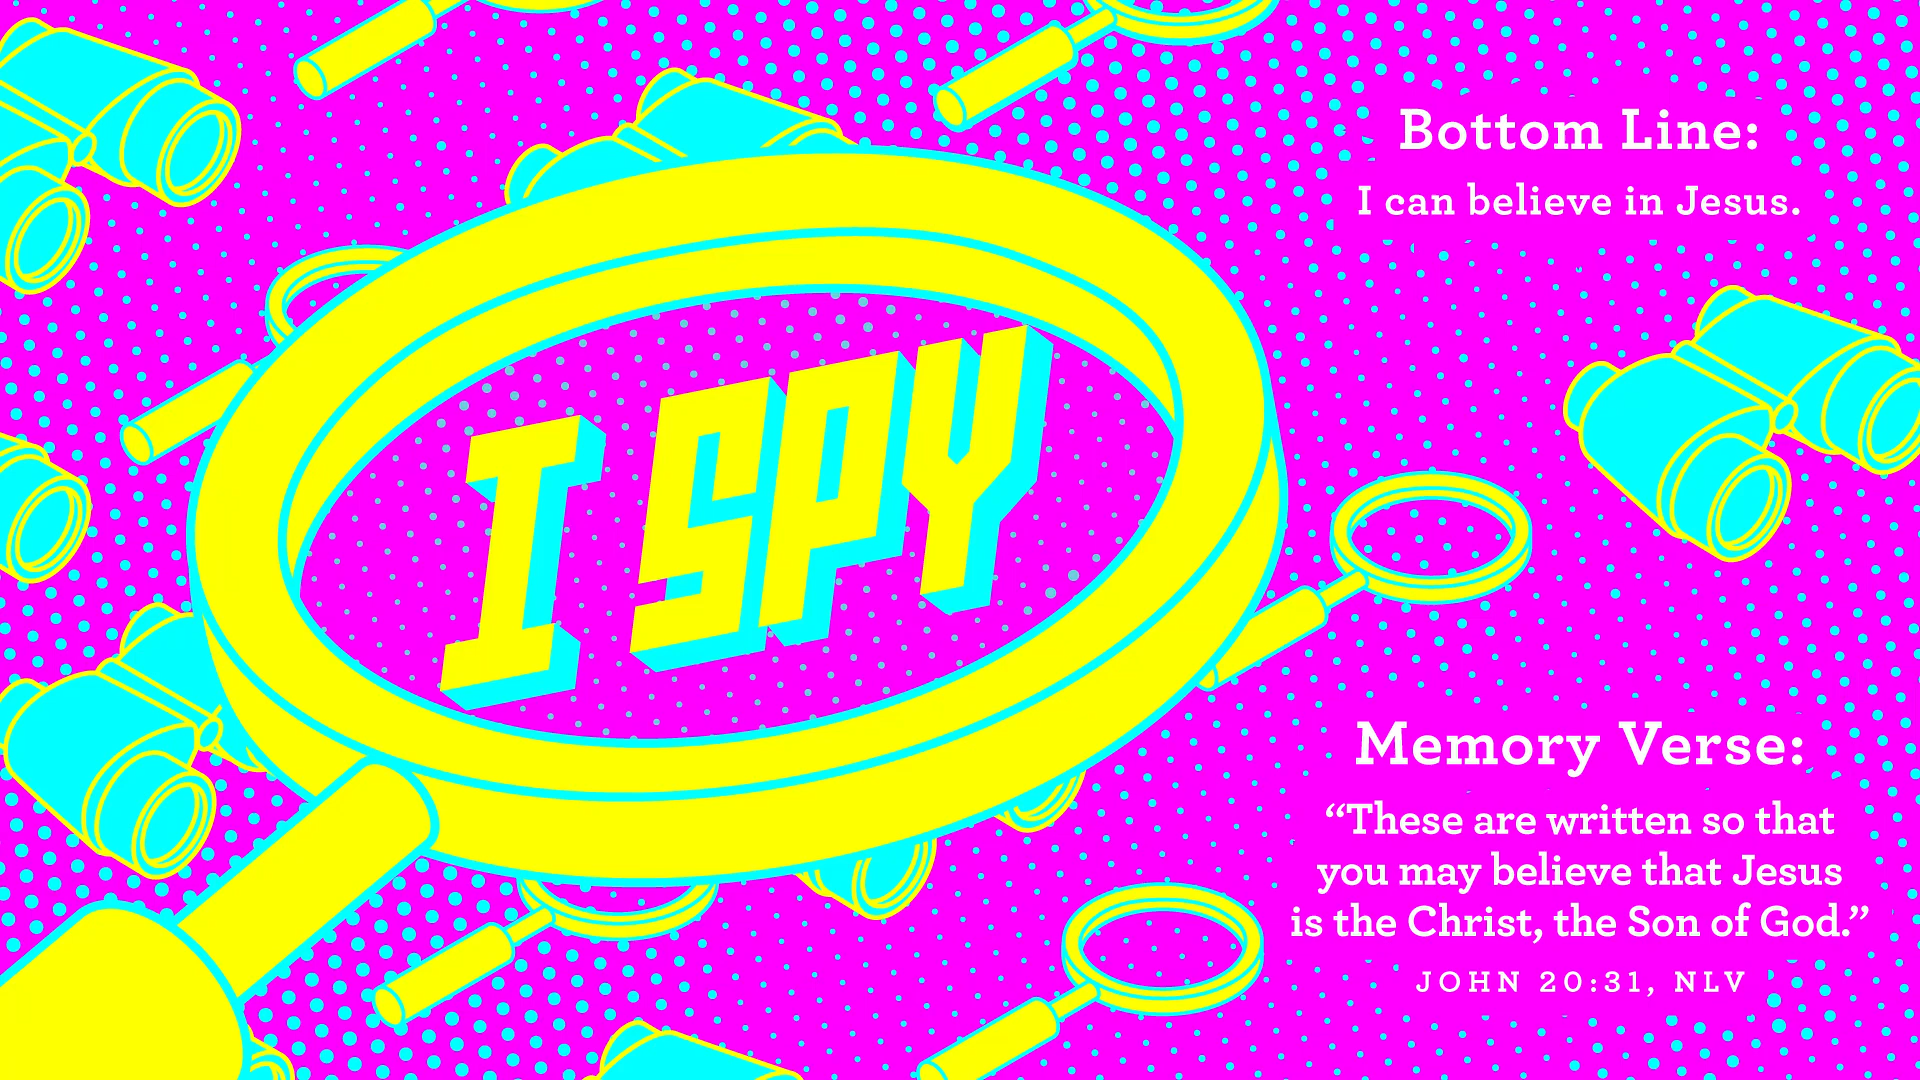 I SPY
Bottom Line:
I can believe in Jesus.
Memory Verse:
“These are written so that
you may believe that Jesus
is the Christ, the Son of God.”
JOHN 20:31, NLV